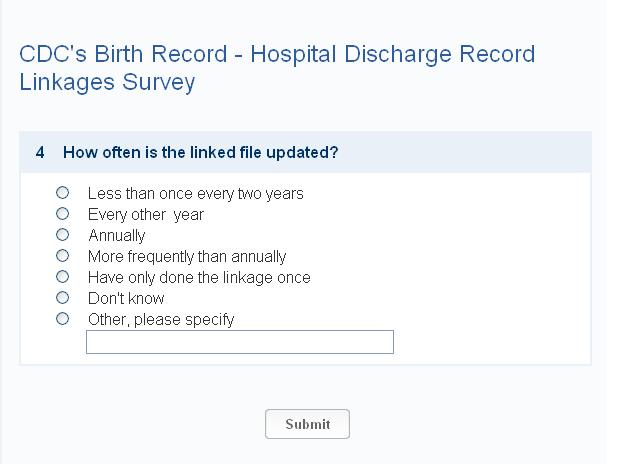 CDC's Birth Record - Hospital Discharge Record
Linkages Survey
4 How often is the linked file updated?
Less than once every two years
Every other year
Annually
More frequently than annually
Have only done the linkage once
Don't know
Other, please specify
Submit